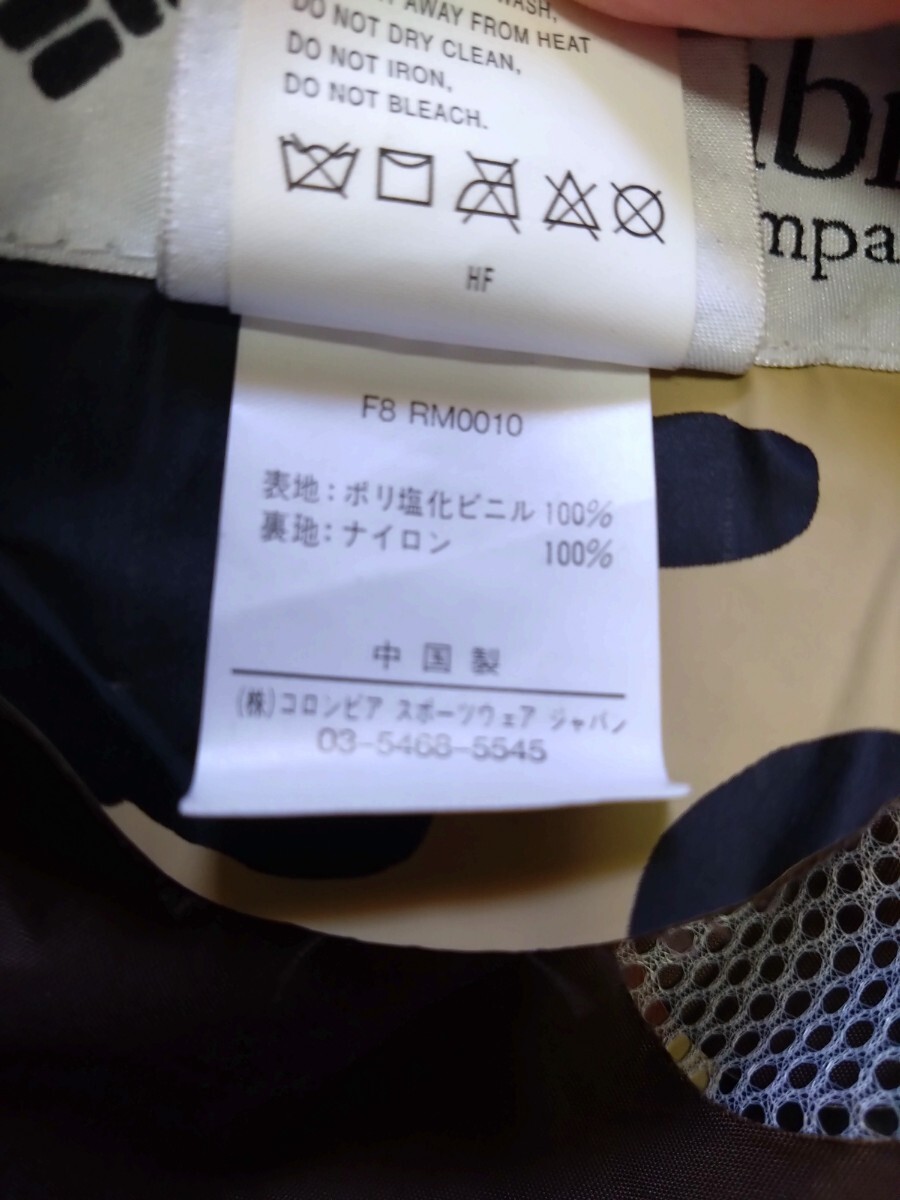 WASH,
AWAY FROM HEAT
DO NOT DRY CLEAN,
DO NOT IRON,
DO NOT BLEACH.
HF
F8 RM0010
表地:ポリ塩化ビニル 100%
裏地:ナイロン 100%
中国製
(株)コロンビア スポーツウェア ジャパン
03-5468-5545